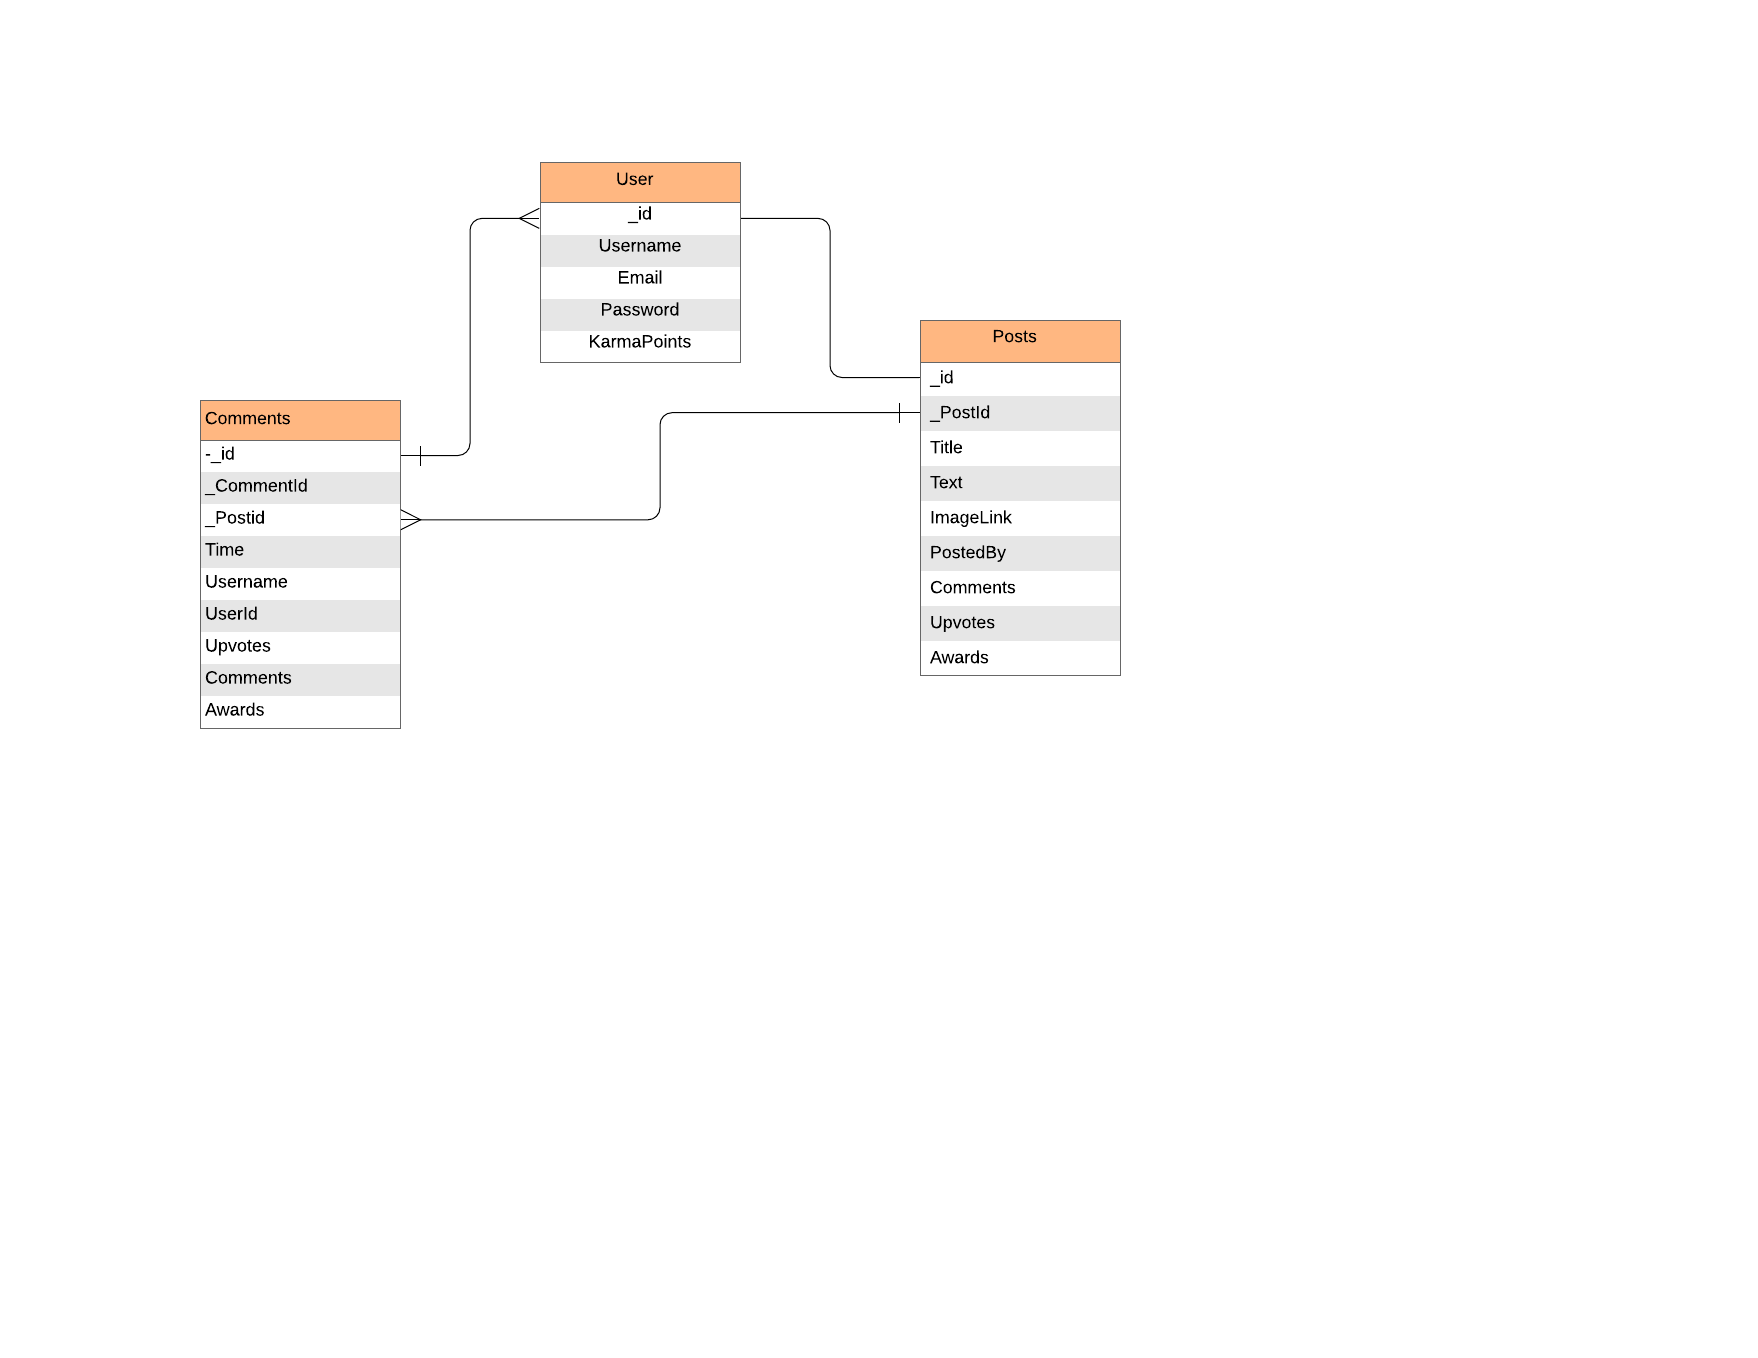 User
_id
Username
Email
Password
KarmaPoints
Posts
_id
_PostId
Title
Text
ImageLink
PostedBy
Comments
Upvotes
Awards
Comments
-_id
_CommentId
_Postid
Time
Username
UserId
Upvotes
Comments
Awards